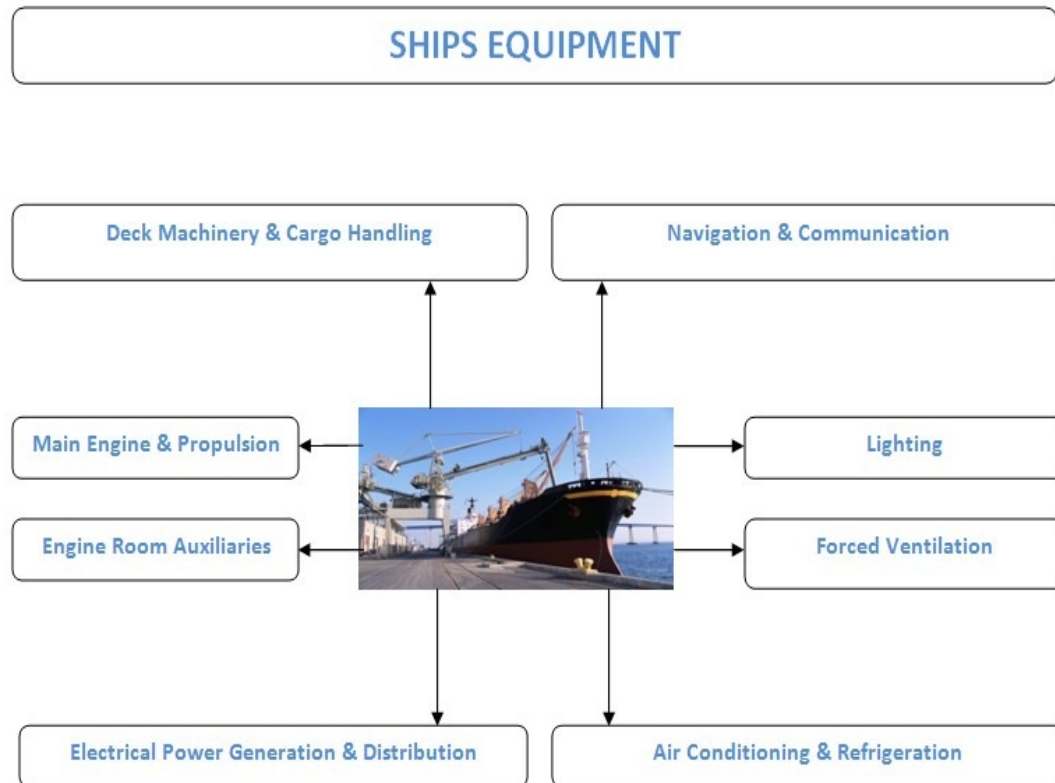 SHIPS EQUIPMENT
Deck Machinery & Cargo Handling
Navigation & Communication
Main Engine & Propulsion
Lighting
Engine Room Auxiliaries
Forced Ventilation
Electrical Power Generation & Distribution
Air Conditioning & Refrigeration